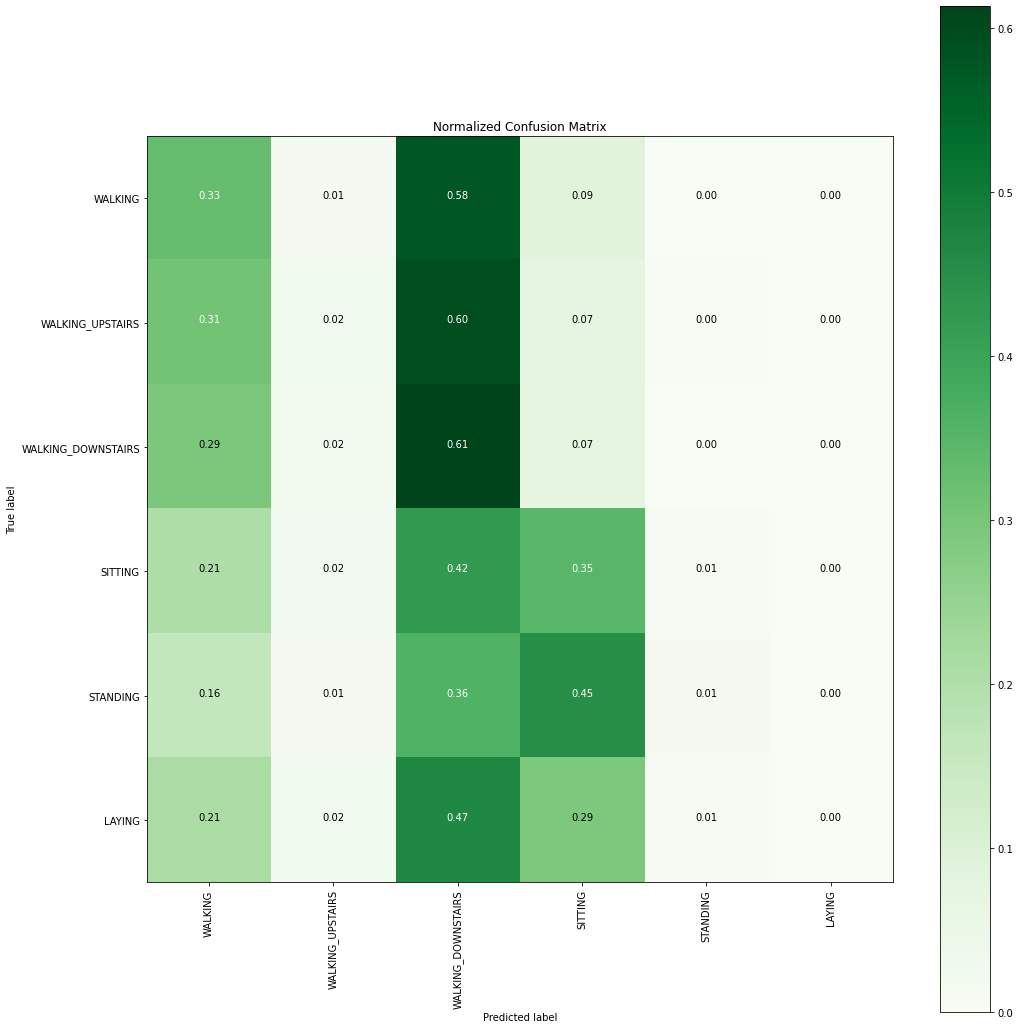 Normalized Confusion Matrix
True label
WALKING 0.33 0.01 0.58 0.09 0.00 0.00
WALKING_UPSTAIRS 0.31 0.02 0.60 0.07 0.00 0.00
WALKING_DOWNSTAIRS 0.29 0.02 0.61 0.07 0.00 0.00
SITTING 0.21 0.02 0.42 0.35 0.01 0.00
STANDING 0.16 0.01 0.36 0.45 0.01 0.00
LAYING 0.21 0.02 0.47 0.29 0.01 0.00
WALKING
WALKING_UPSTAIRS
WALKING_DOWNSTAIRS
SITTING
STANDING
LAYING
Predicted label
0.6
0.5
0.4
0.3
0.2
0.1
0.0